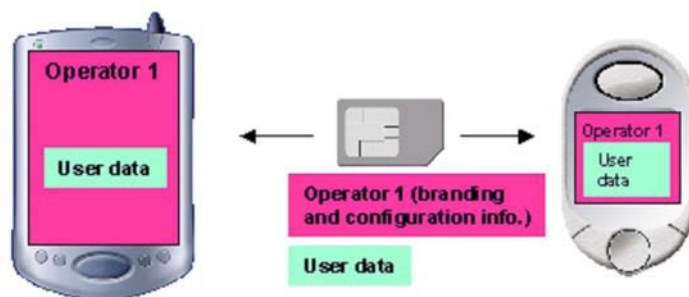 Operator 1
User data
Operator 1 (branding
and configuration info.)
User data
Operator 1
User
data